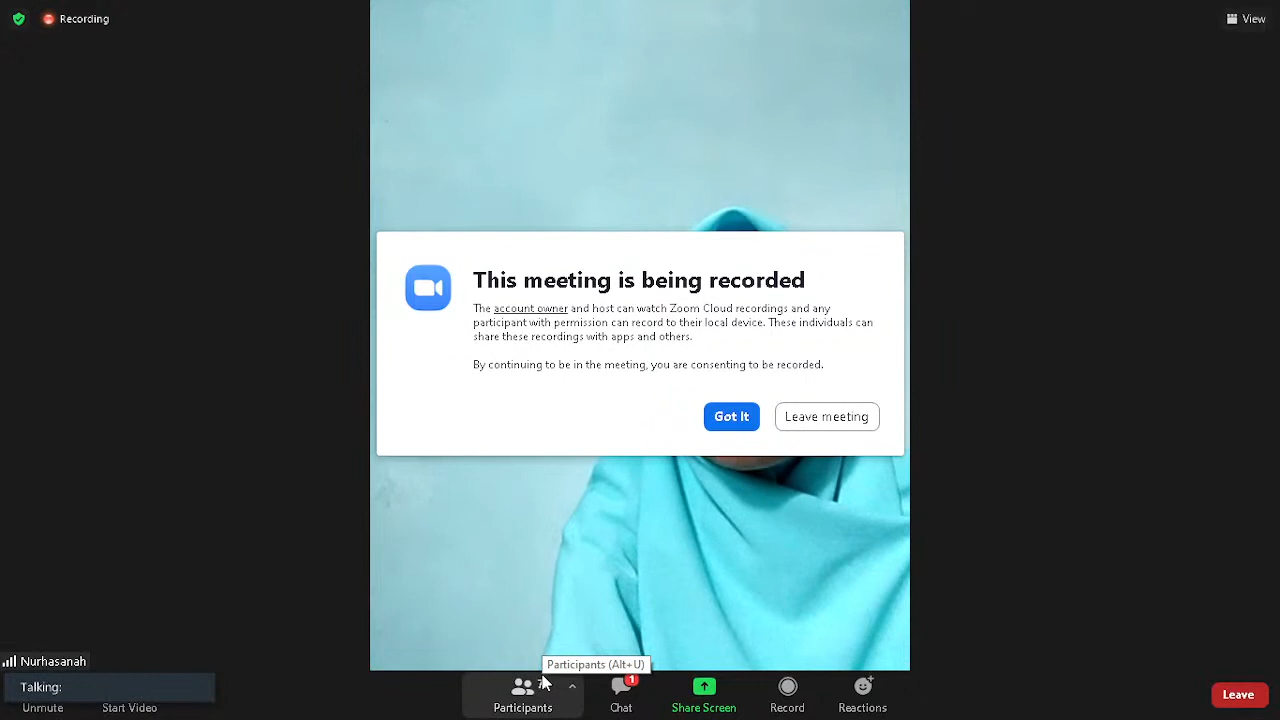 Recording
View
This meeting is being recorded
The account owner and host can watch Zoom Cloud recordings and any
participant with permission can record to their local device. These individuals can
share these recordings with apps and others.
By continuing to be in the meeting, you are consenting to be recorded.
Got It
Leave meeting
Nurhasanah
Participants (Alt+U)
Talking:
1
Unmute
Start Video
Participants
Chat
Share Screen
Record
Reactions
Leave